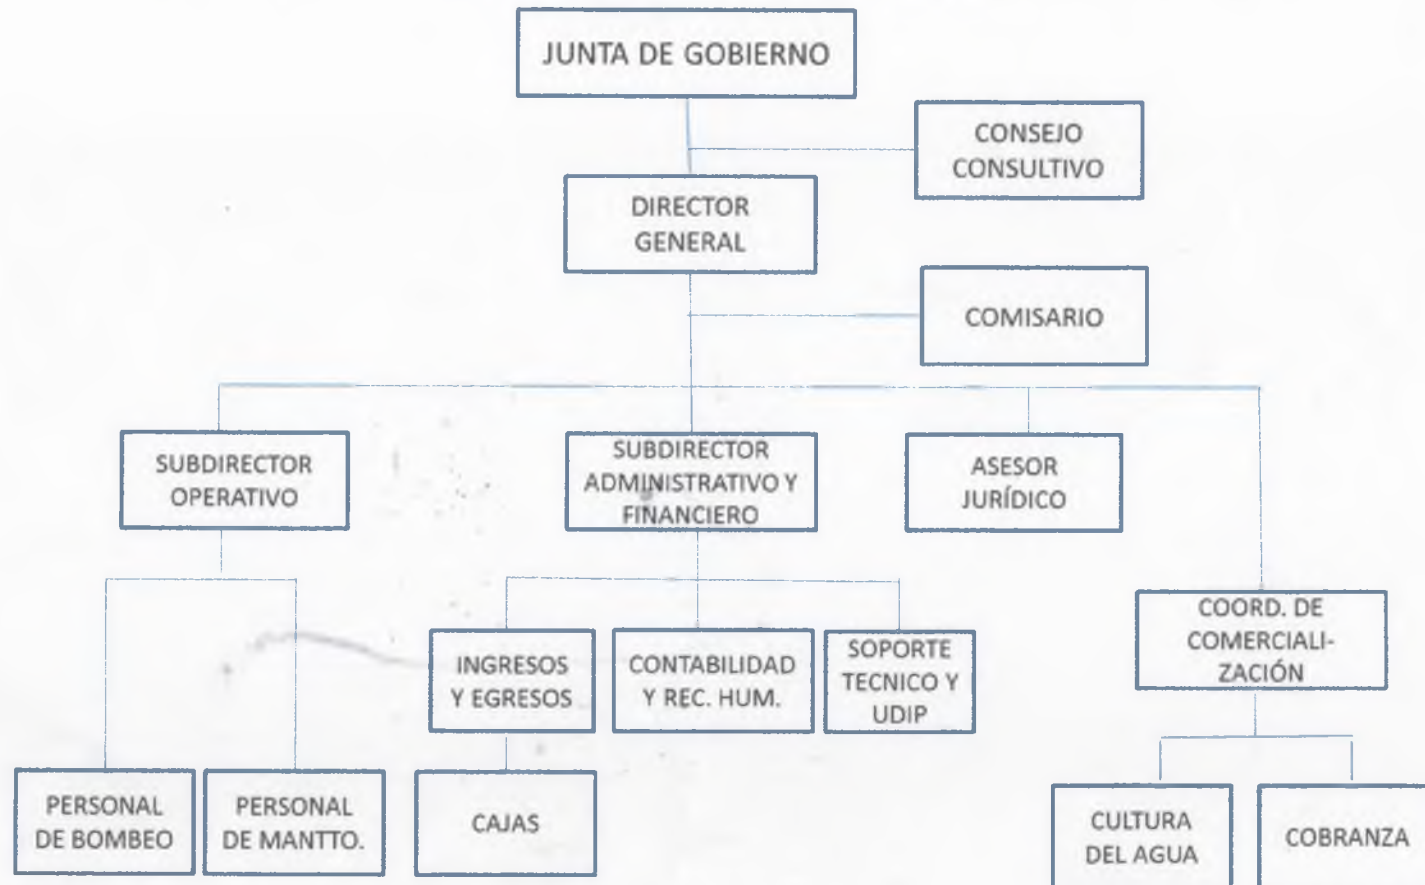 JUNTA DE GOBIERNO
CONSEJO
CONSULTIVO
DIRECTOR
GENERAL
COMISARIO
SUBDIRECTOR
OPERATIVO
SUBDIRECTOR
ADMINISTRATIVO Y
FINANCIERO
ASESOR
JURÍDICO
COORD. DE
COMERCIALI-
ZACIÓN
INGRESOS
Y EGRESOS
CONTABILIDAD
Y REC. HUM.
SOPORTE
TECNICO Y
UDIP
PERSONAL
DE BOMBEO
PERSONAL
DE MANTTO.
CAJAS
CULTURA
DEL AGUA
COBRANZA